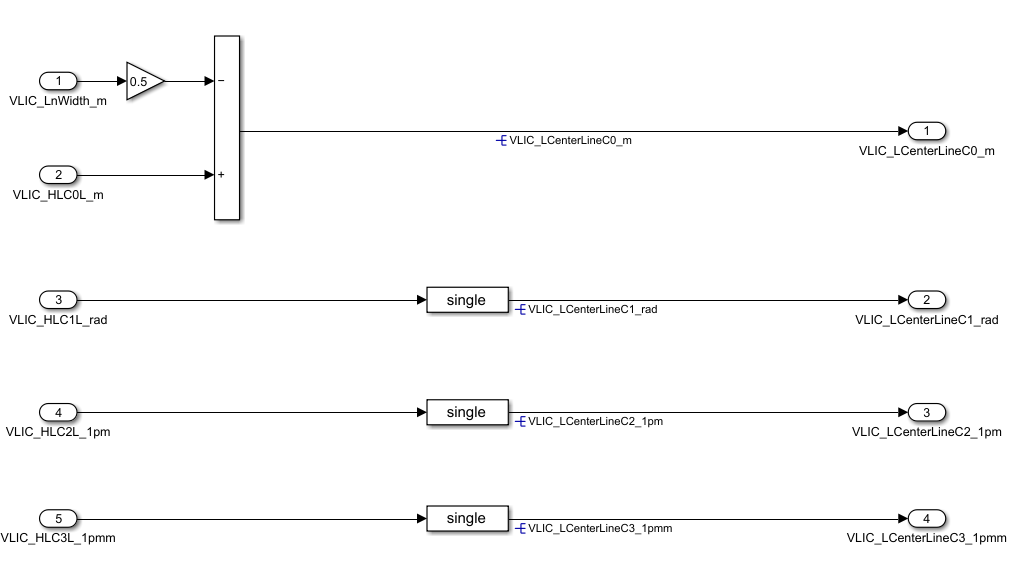 1
0.5
−
VLIC_LnWidth_m
VLIC_LCenterLineC0_m
1
VLIC_LCenterLineC0_m
2
+
VLIC_HLC0L_m
3
single
2
VLIC_HLC1L_rad
VLIC_LCenterLineC1_rad
VLIC_LCenterLineC1_rad
4
single
3
VLIC_HLC2L_1pm
VLIC_LCenterLineC2_1pm
VLIC_LCenterLineC2_1pm
5
single
4
VLIC_HLC3L_1pmm
VLIC_LCenterLineC3_1pmm
VLIC_LCenterLineC3_1pmm